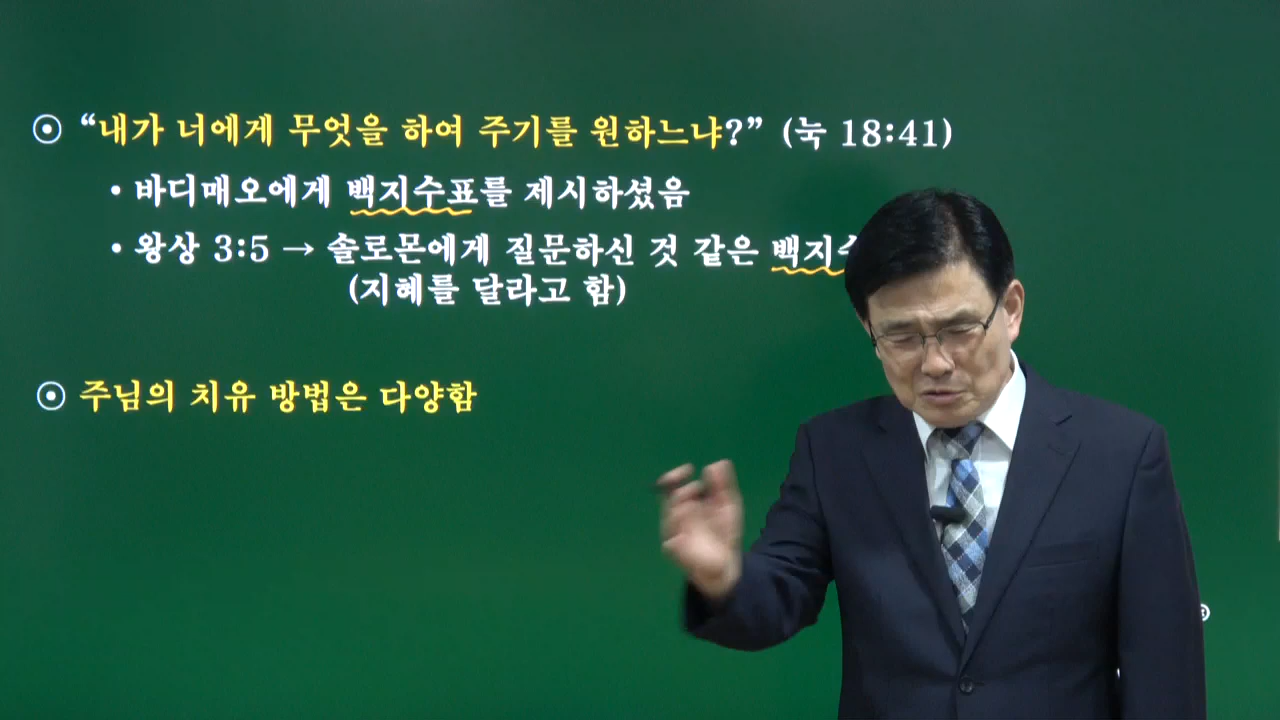 ⊙ “내가 너에게 무엇을 하여 주기를 원하느냐?” (눅 18:41)
• 바디매오에게 백지수표를 제시하셨음
• 왕상 3:5 → 솔로몬에게 질문하신 것 같은 백지수
(지혜를 달라고 함)
⊙ 주님의 치유 방법은 다양함